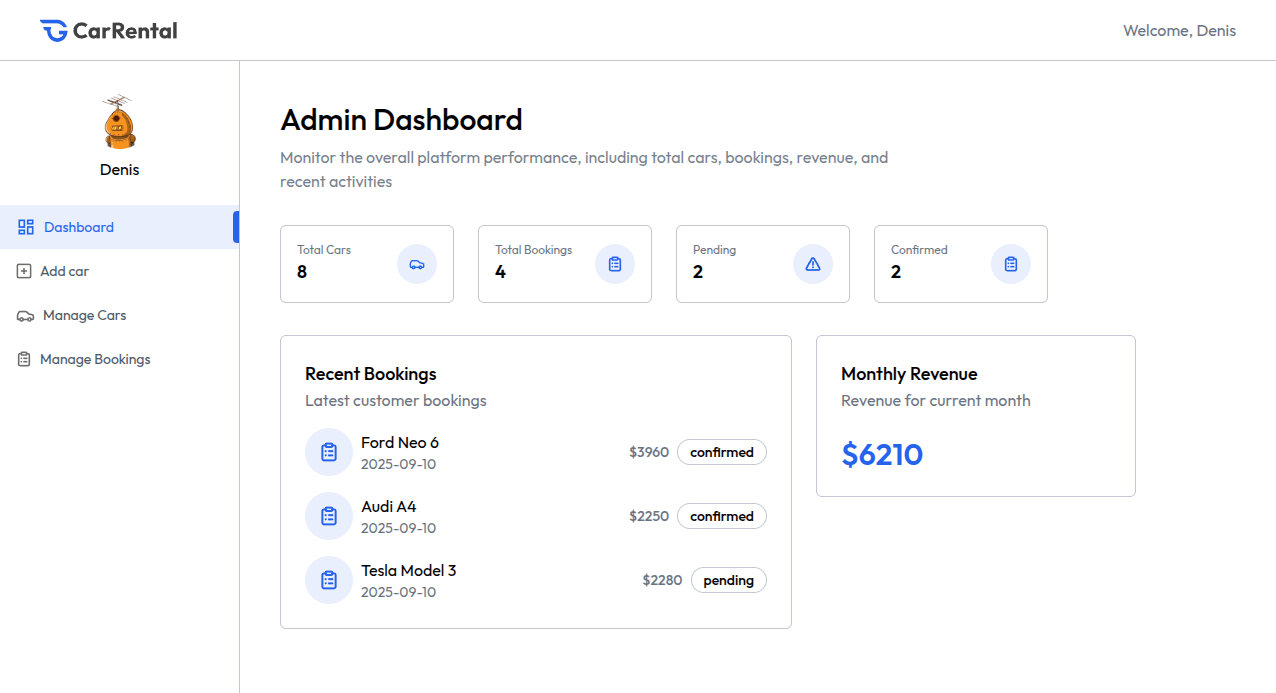 CarRental
Welcome, Denis
Denis
Dashboard
Add car
Manage Cars
Manage Bookings
Admin Dashboard
Monitor the overall platform performance, including total cars, bookings, revenue, and
recent activities
Total Cars
8
Total Bookings
4
Pending
2
Confirmed
2
Recent Bookings
Latest customer bookings
Ford Neo 6
2025-09-10
$3960 confirmed
Audi A4
2025-09-10
$2250 confirmed
Tesla Model 3
2025-09-10
$2280 pending
Monthly Revenue
Revenue for current month
$6210